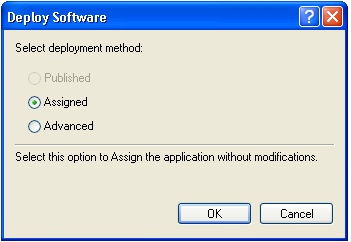 Deploy Software
Select deployment method:
Published
Assigned
Advanced
Select this option to Assign the application without modifications.
OK
Cancel